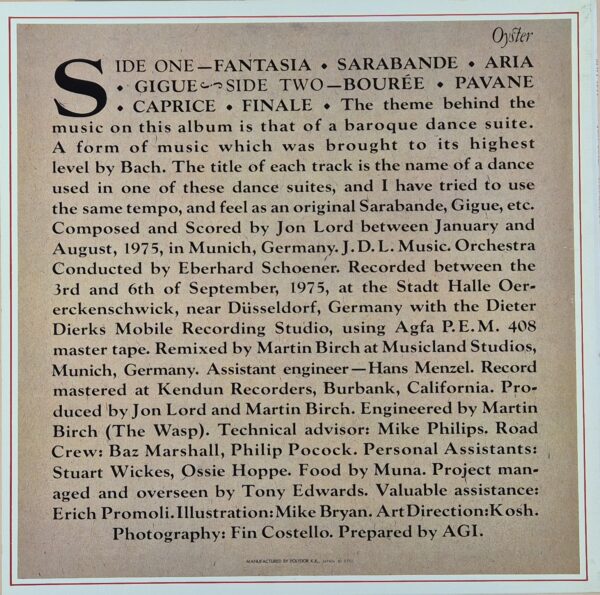 Oyster
SIDE ONE—FANTASIA • SARABANDE • ARIA
• GIGUE SIDE TWO—BOURÉE • PAVANE
• CAPRICE • FINALE • The theme behind the
music on this album is that of a baroque dance suite.
A form of music which was brought to its highest
level by Bach. The title of each track is the name of a dance
used in one of these dance suites, and I have tried to use
the same tempo, and feel as an original Sarabande, Gigue, etc.
Composed and Scored by Jon Lord between January and
August, 1975, in Munich, Germany. J.D.L. Music. Orchestra
Conducted by Eberhard Schoener. Recorded between the
3rd and 6th of September, 1975, at the Stadt Halle Oer-
erckenschwick, near Düsseldorf, Germany with the Dieter
Dierks Mobile Recording Studio, using Agfa P.E.M. 408
master tape. Remixed by Martin Birch at Musicland Studios,
Munich, Germany. Assistant engineer—Hans Menzel. Record
mastered at Kendun Recorders, Burbank, California. Pro-
duced by Jon Lord and Martin Birch. Engineered by Martin
Birch (The Wasp). Technical advisor: Mike Philips. Road
Crew: Baz Marshall, Philip Pocock. Personal Assistants:
Stuart Wickes, Ossie Hoppe. Food by Muna. Project man-
aged and overseen by Tony Edwards. Valuable assistance:
Erich Promoli. Illustration: Mike Bryan. Art Direction: Kosh.
Photography: Fin Costello. Prepared by AGI.
MANUFACTURED BY POLYDOR K.K.,